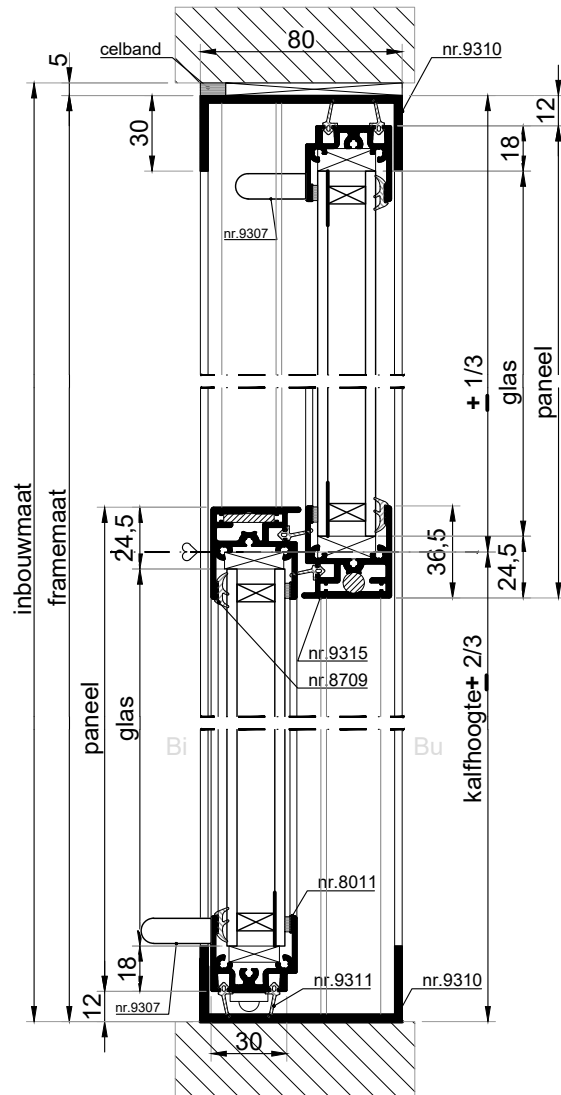 80
nr.9310
celband
5
12
30
18
nr.9307
+ 1/3
glas
paneel
inbouwmaat
framemaat
24,5
36,5
24,5
nr.9315
nr.8709
paneel
glas
kalfhoogte+ 2/3
Bi
Bu
nr.8011
18
nr.9311
nr.9310
12
nr.9307
30